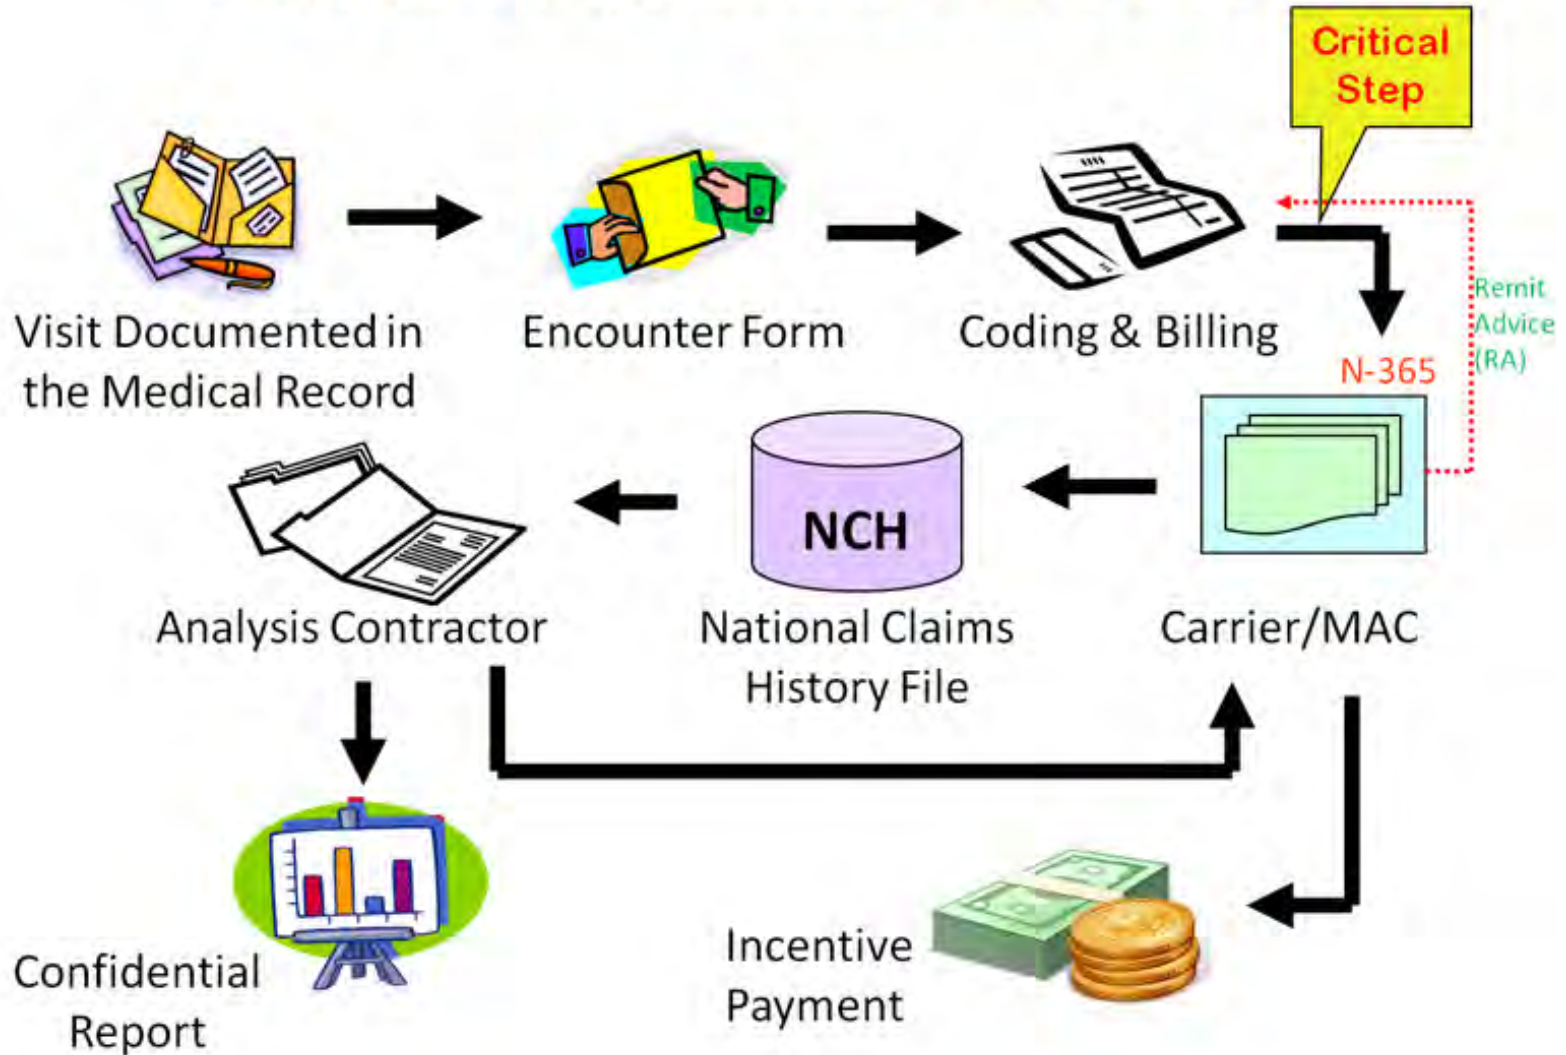 Critical
Step
Visit Documented in
the Medical Record
Encounter Form
Coding & Billing
Remit
Advice
(RA)
N-365
NCH
Analysis Contractor
National Claims
History File
Carrier/MAC
Confidential
Report
Incentive
Payment